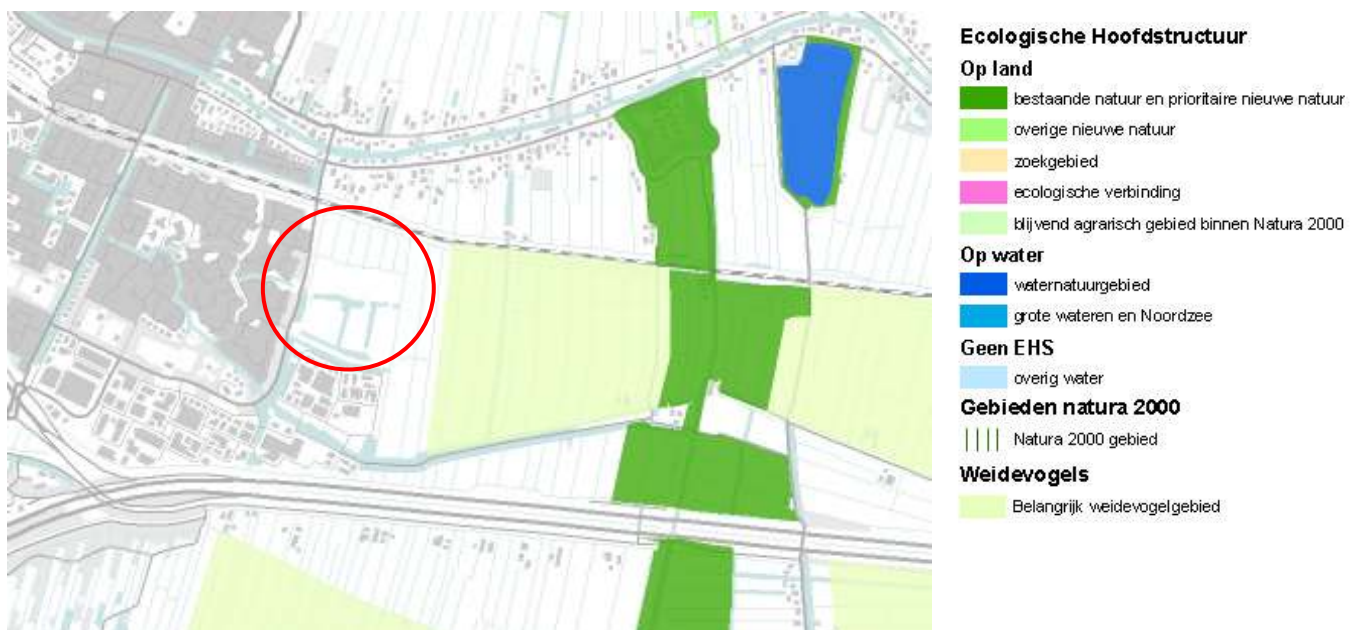 Ecologische Hoofdstructuur
Op land
bestaande natuur en prioritaire nieuwe natuur
overige nieuwe natuur
zoekgebied
ecologische verbinding
blijvend agrarisch gebied binnen Natura 2000
Op water
waternatuurgebied
grote wateren en Noordzee
Geen EHS
overig water
Gebieden natura 2000
Natura 2000 gebied
Weidevogels
Belangrijk weidevogelgebied